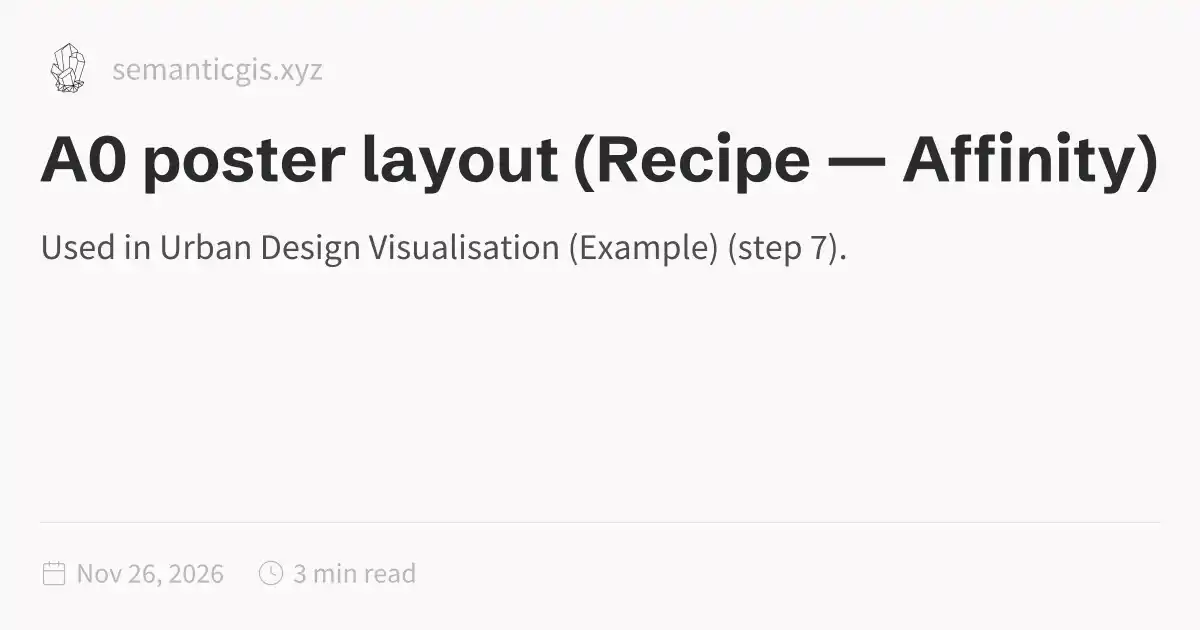 semanticgis.xyz
A0 poster layout (Recipe — Affinity)
Used in Urban Design Visualisation (Example) (step 7).
Nov 26, 2026 3 min read